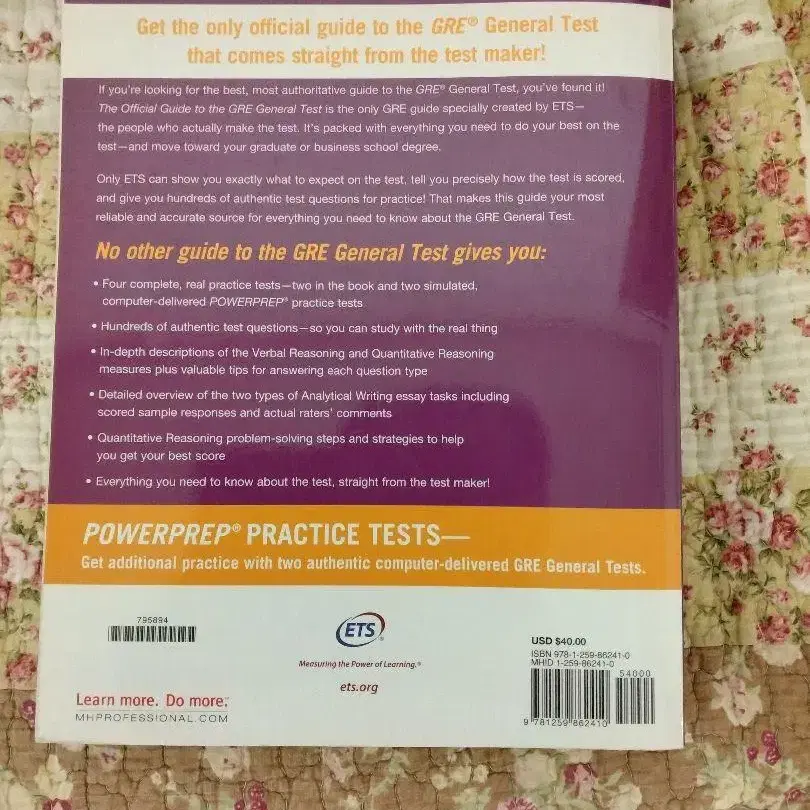 Get the only official guide to the GRE® General Test
that comes straight from the test maker!
If you're looking for the best, most authoritative guide to the GRE® General Test, you've found it!
The Official Guide to the GRE General Test is the only GRE guide specially created by ETS—
the people who actually make the test. It's packed with everything you need to do your best on the
test—and move toward your graduate or business school degree.
Only ETS can show you exactly what to expect on the test, tell you precisely how the test is scored,
and give you hundreds of authentic test questions for practice! That makes this guide your most
reliable and accurate source for everything you need to know about the GRE General Test.
No other guide to the GRE General Test gives you:
• Four complete, real practice tests—two in the book and two simulated,
computer-delivered POWERPREP® practice tests
• Hundreds of authentic test questions—so you can study with the real thing
• In-depth descriptions of the Verbal Reasoning and Quantitative Reasoning
measures plus valuable tips for answering each question type
• Detailed overview of the two types of Analytical Writing essay tasks including
scored sample responses and actual raters' comments
• Quantitative Reasoning problem-solving steps and strategies to help
you get your best score
• Everything you need to know about the test, straight from the test maker!
POWERPREP® PRACTICE TESTS—
Get additional practice with two authentic computer-delivered GRE General Tests.
795894
ETS®
Measuring the Power of Learning.®
ets.org
Learn more. Do more.™
MHPROFESSIONAL.COM
USD $40.00
ISBN 978-1-259-86241-0
MHID 1-259-86241-0
54000
9 781259 862410